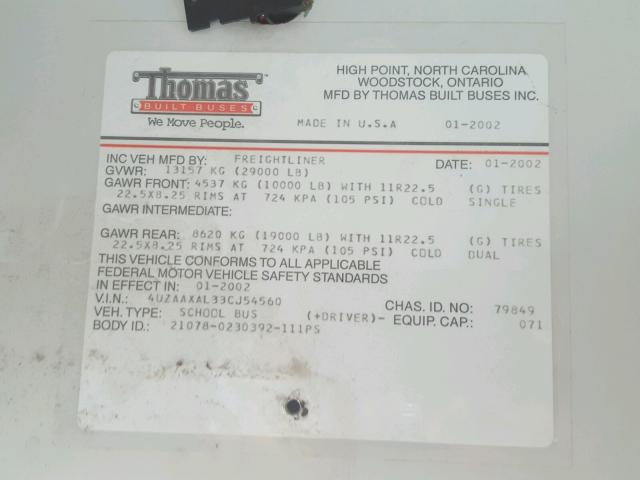 Thomas
BUILT BUSES
We Move People.
HIGH POINT, NORTH CAROLINA
WOODSTOCK, ONTARIO
MFD BY THOMAS BUILT BUSES INC.
MADE IN U.S.A 01-2002
INC VEH MFD BY: FREIGHTLINER DATE: 01-2002
GVWR: 13157 KG (29000 LB)
GAWR FRONT: 4537 KG (10000 LB) WITH 11R22.5 (G) TIRES
22.5X8.25 RIMS AT 724 KPA (105 PSI) COLD SINGLE
GAWR INTERMEDIATE:
GAWR REAR: 8620 KG (19000 LB) WITH 11R22.5 (G) TIRES
22.5X8.25 RIMS AT 724 KPA (105 PSI) COLD DUAL
THIS VEHICLE CONFORMS TO ALL APPLICABLE
FEDERAL MOTOR VEHICLE SAFETY STANDARDS
IN EFFECT IN: 01-2002
V.I.N.: 4UZAAXAL33CJ54560 CHAS. ID. NO: 79849
VEH. TYPE: SCHOOL BUS (+DRIVER)- EQUIP. CAP.: 071
BODY ID.: 21078-0230392-111PS